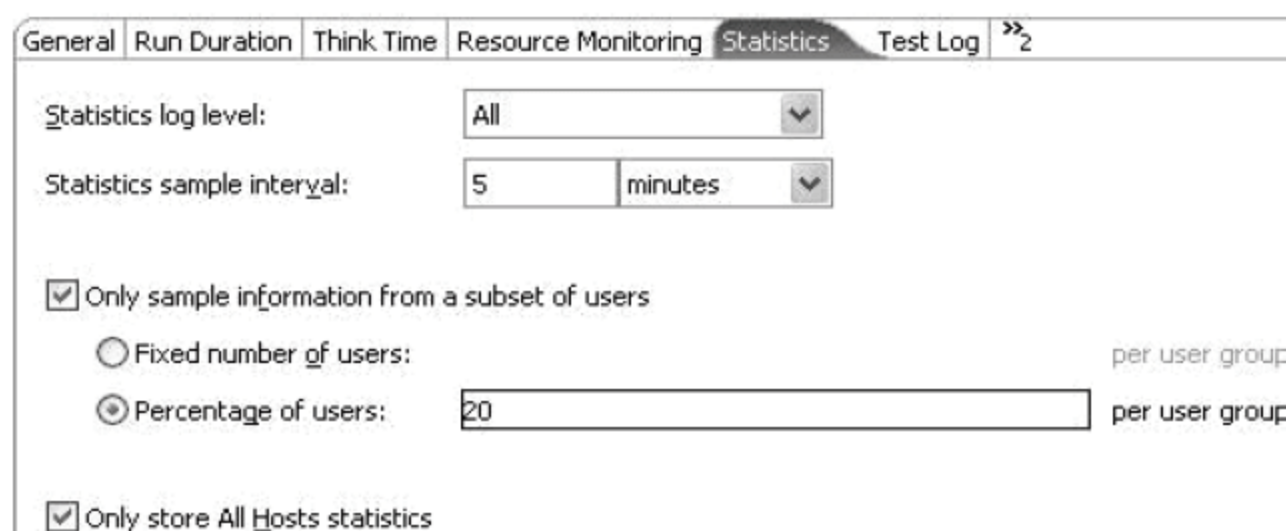 General Run Duration Think Time Resource Monitoring Statistics Test Log »2
Statistics log level: All
Statistics sample interval: 5 minutes
Only sample information from a subset of users
Fixed number of users: per user group
Percentage of users: 20 per user group
Only store All Hosts statistics